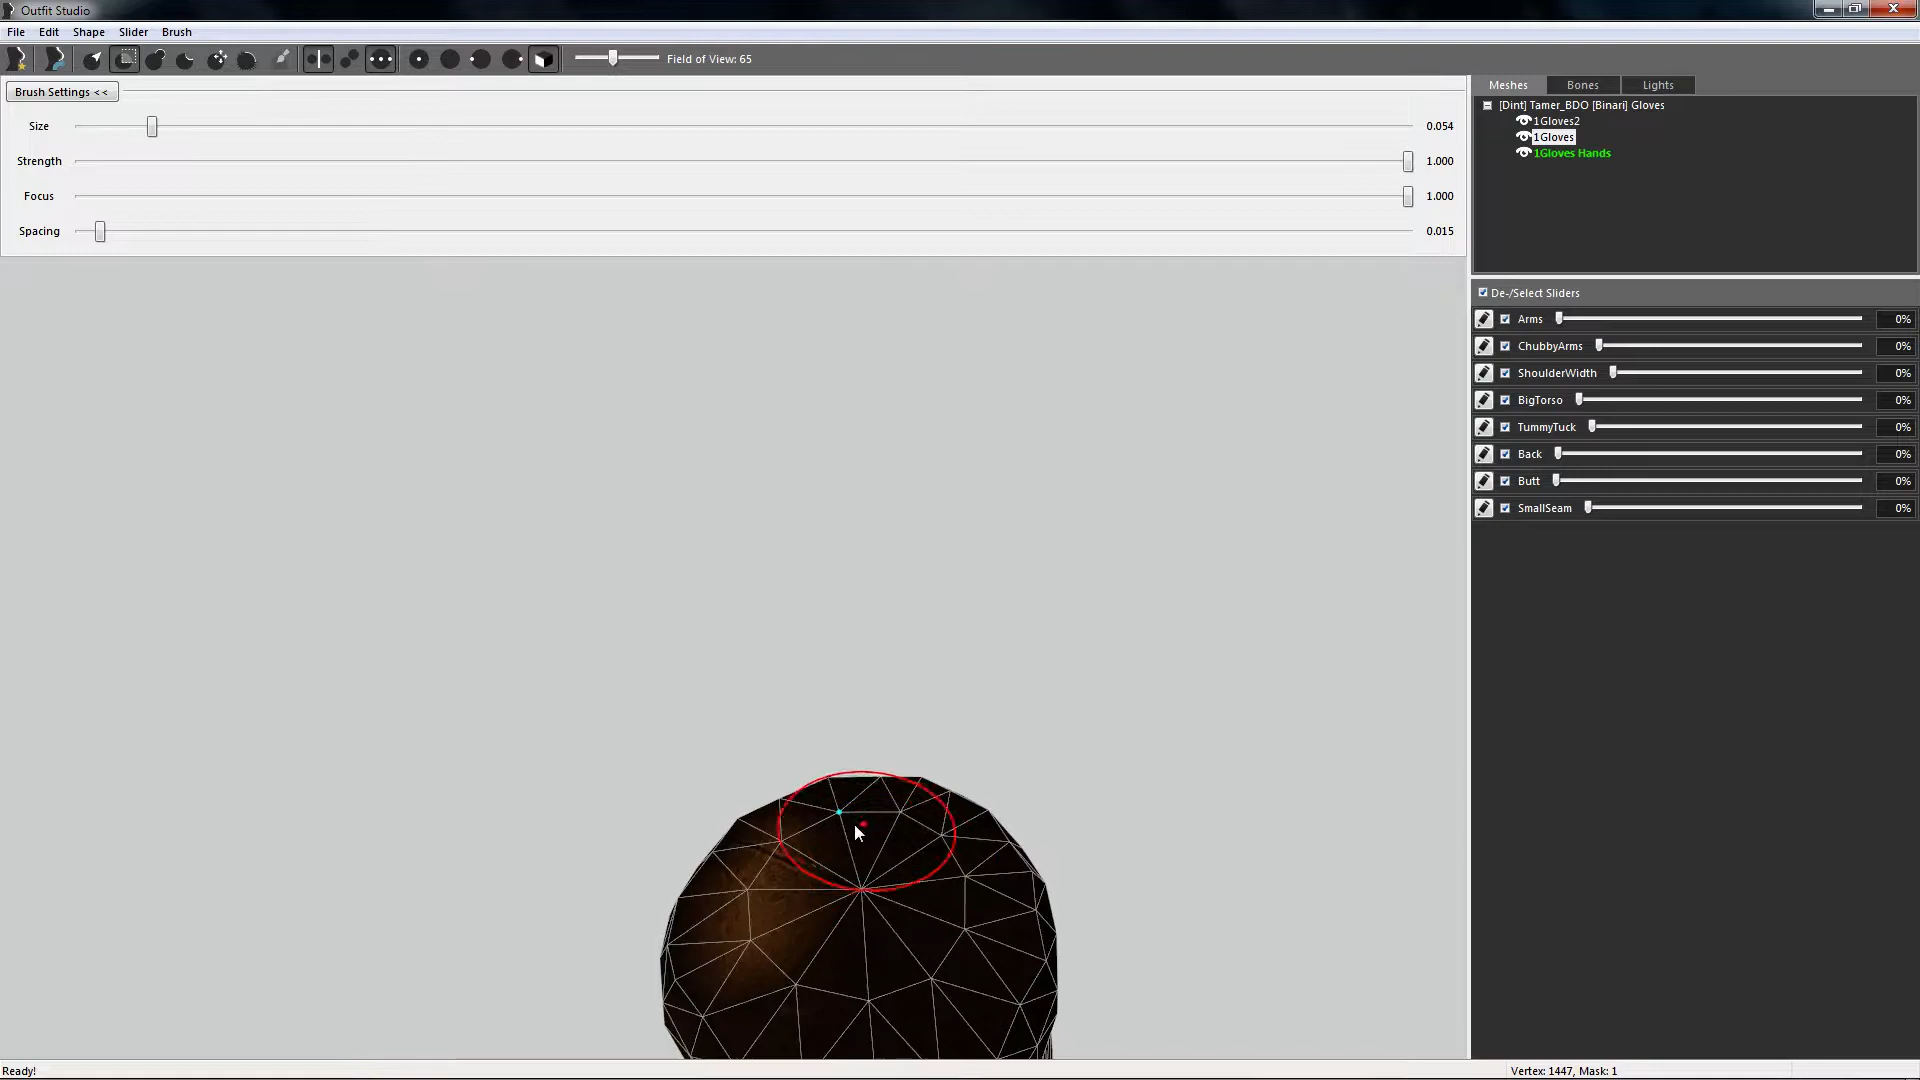 Outfit Studio
File Edit Shape Slider Brush
Field of View: 65
Brush Settings <<
Size 0.054
Strength 1.000
Focus 1.000
Spacing 0.015
Meshes Bones Lights
[Dint] Tamer_BDO [Binari] Gloves
1Gloves2
1Gloves
1Gloves Hands
De-/Select Sliders
Arms 0%
ChubbyArms 0%
ShoulderWidth 0%
BigTorso 0%
TummyTuck 0%
Back 0%
Butt 0%
SmallSeam 0%
Ready! Vertex: 1447, Mask: 1